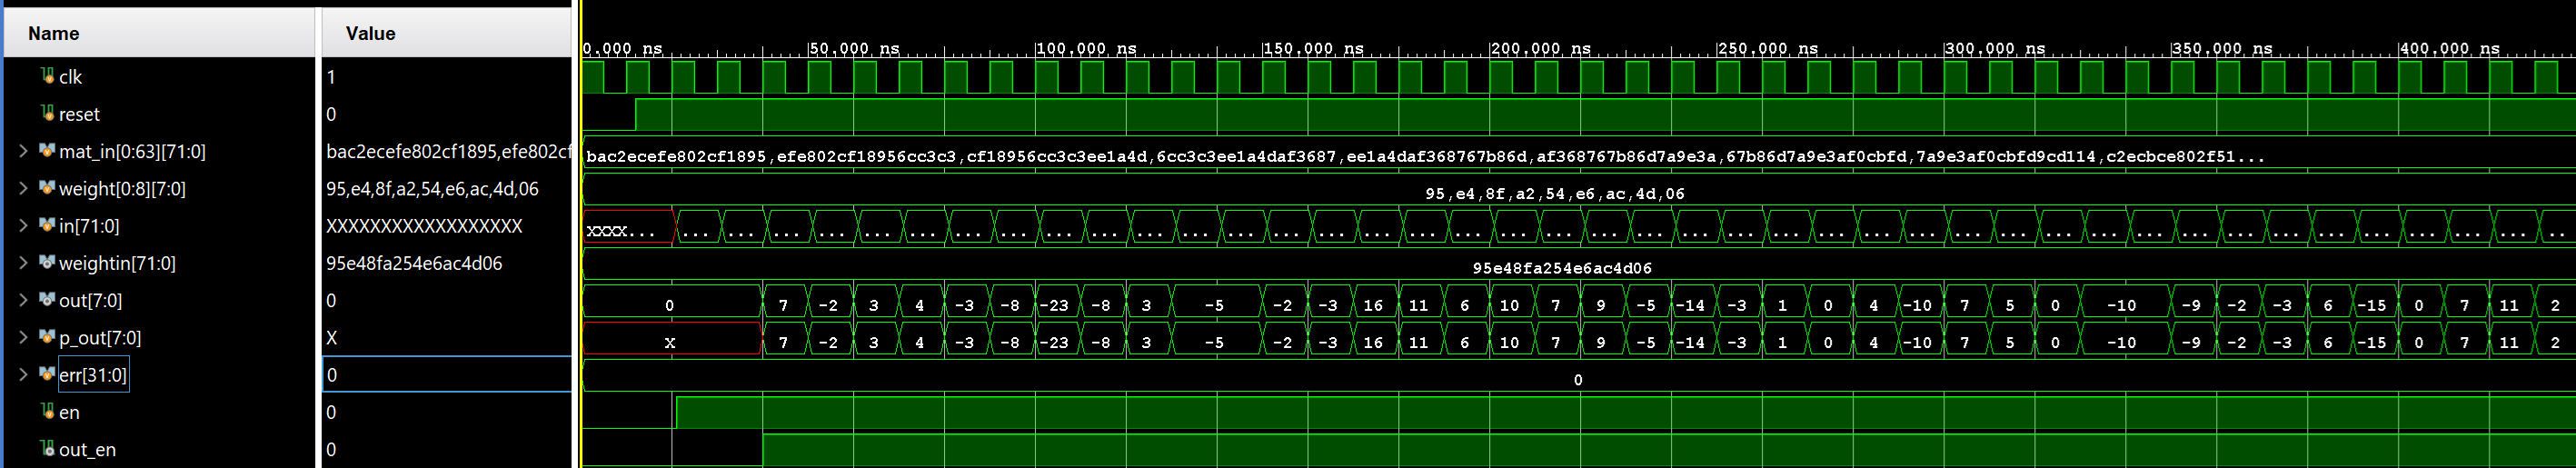 Name Value
0.000 ns 50.000 ns 100.000 ns 150.000 ns 200.000 ns 250.000 ns 300.000 ns 350.000 ns 400.000 ns
clk 1
reset 0
mat_in[0:63][71:0] bac2ecefe802cf1895,efe802cf bac2ecefe802cf1895,efe802cf18956cc3c3,cf18956cc3c3ee1a4d,6cc3c3ee1a4daf3687,ee1a4daf368767b86d,af368767b86d7a9e3a,67b86d7a9e3af0cbfd,7a9e3af0cbfd9cd114,c2ecbce802f51...
weight[0:8][7:0] 95,e4,8f,a2,54,e6,ac,4d,06 95,e4,8f,a2,54,e6,ac,4d,06
in[71:0] XXXXXXXXXXXXXXXXXX XXXX... ... ... ... ... ... ... ... ... ... ... ... ... ... ... ... ... ... ... ... ... ... ... ... ... ... ... ... ... ... ... ... ... ... ... ... ... ... ... ... ... ..
weightin[71:0] 95e48fa254e6ac4d06 95e48fa254e6ac4d06
out[7:0] 0 0 7 -2 3 4 -3 -8 -23 -8 3 -5 -2 -3 16 11 6 10 7 9 -5 -14 -3 1 0 4 -10 7 5 0 -10 -9 -2 -3 6 -15 0 7 11 2
p_out[7:0] X X 7 -2 3 4 -3 -8 -23 -8 3 -5 -2 -3 16 11 6 10 7 9 -5 -14 -3 1 0 4 -10 7 5 0 -10 -9 -2 -3 6 -15 0 7 11 2
err[31:0] 0 0
en 0
out_en 0